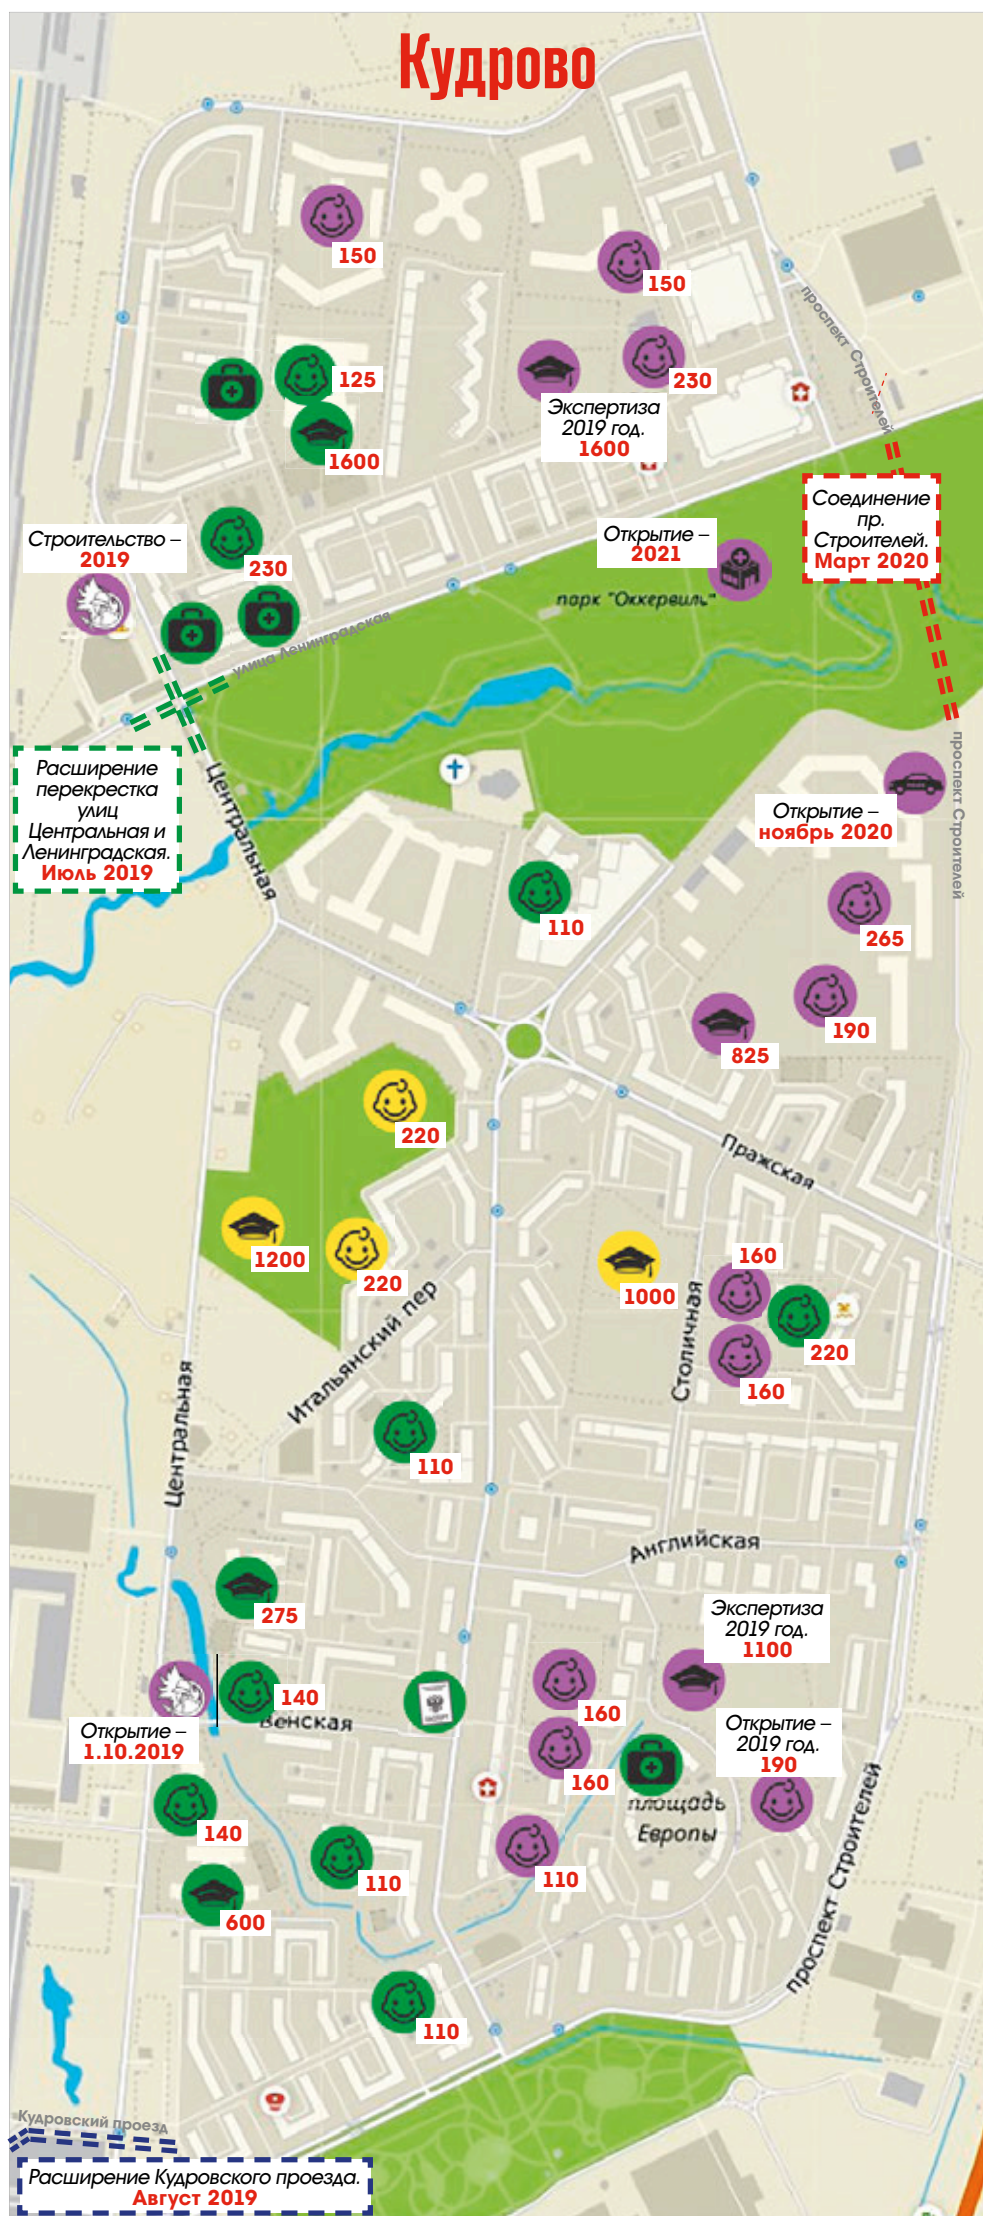 Кудрово
150
150
проспект Строителей
125
230
Экспертиза
2019 год.
1600
1600
Соединение
пр.
Строителей.
Март 2020
Строительство –
2019
230
Открытие –
2021
парк "Оккервиль"
улица Ленинградская
Расширение
перекрестка
улиц
Центральная и
Ленинградская.
Июль 2019
Центральная
проспект Строителей
Открытие –
ноябрь 2020
110
265
190
825
220
Пражская
1200
220
1000
160
220
160
Столичная
Итальянский пер
Центральная
110
Английская
275
Экспертиза
2019 год.
1100
140
Венская
160
Открытие –
1.10.2019
Открытие –
2019 год.
190
160
площадь
Европы
140
110
110
600
проспект Строителей
110
Кудровский проезд
Расширение Кудровского проезда.
Август 2019